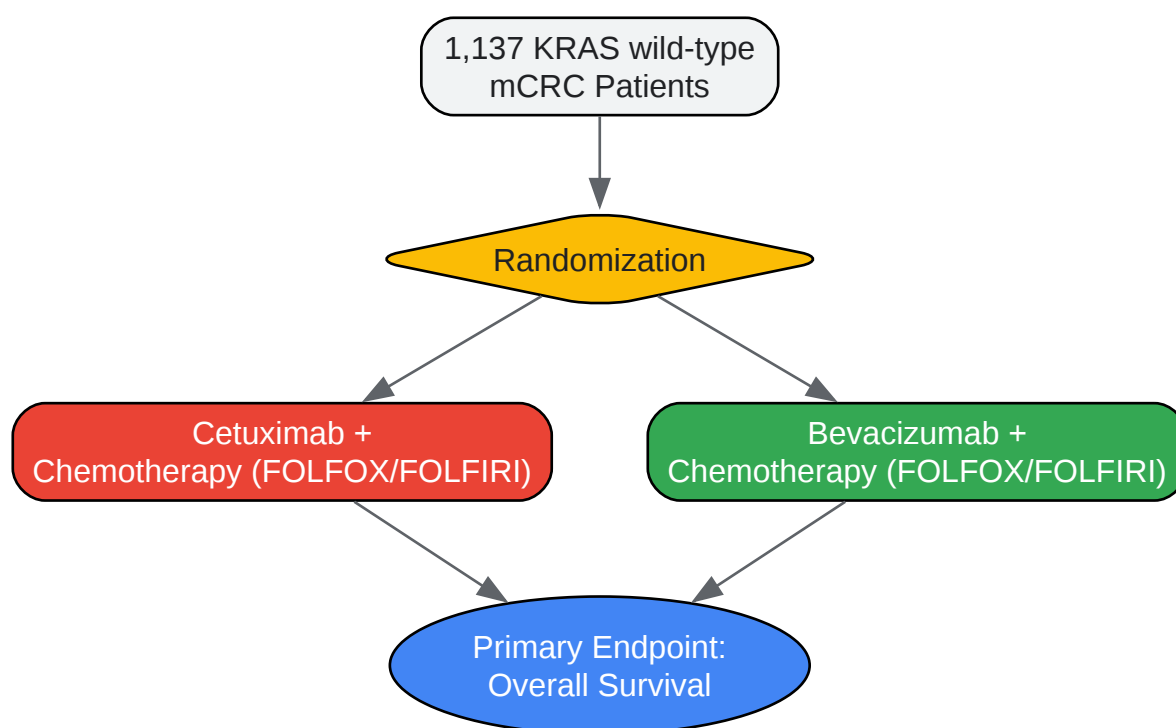 1,137 KRAS wild-type
mCRC Patients
Randomization
Cetuximab +
Chemotherapy (FOLFOX/FOLFIRI)
Bevacizumab +
Chemotherapy (FOLFOX/FOLFIRI)
Primary Endpoint:
Overall Survival